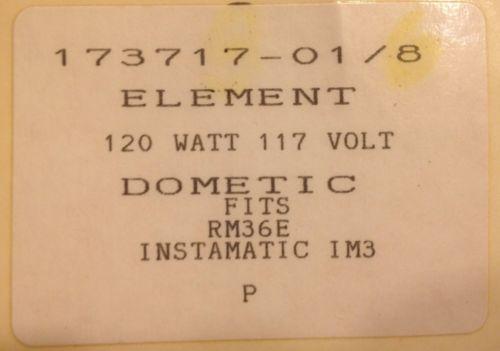 173717-01/8
ELEMENT
120 WATT 117 VOLT
DOMETIC
FITS
RM36E
INSTAMATIC IM3
P